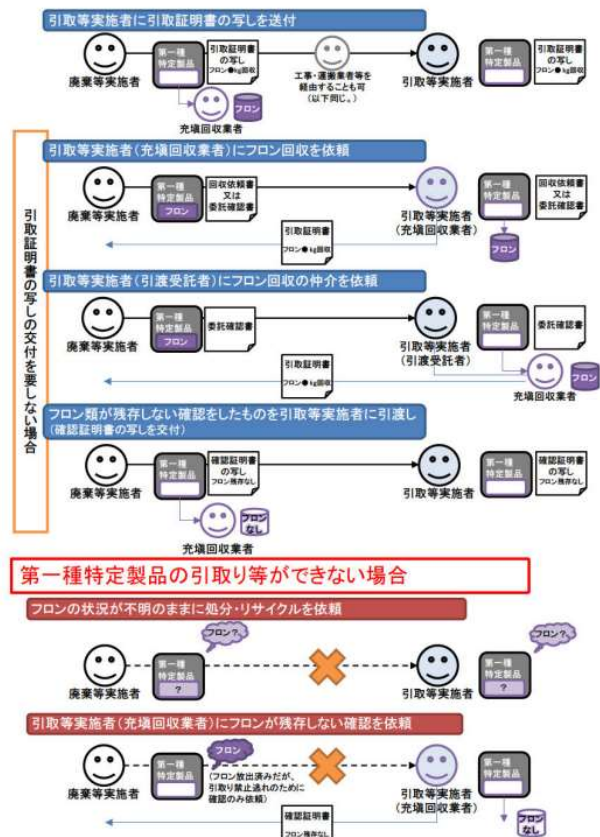 引取等実施者に引取証明書の写しを送付
第一種
特定製品
引取証明書
の写し
フロン●kg回収
廃棄等実施者
工事・運搬業者等を
経由することも可
(以下同じ。)
引取等実施者
第一種
特定製品
引取証明書
の写し
フロン●kg回収
フロン
充塡回収業者
引取証明書の写しの交付を要しない場合
引取等実施者(充塡回収業者)にフロン回収を依頼
第一種
特定製品
フロン
回収依頼書
又は
委託確認書
廃棄等実施者
引取等実施者
(充塡回収業者)
第一種
特定製品
回収依頼書
又は
委託確認書
フロン
引取証明書
フロン●kg回収
引取等実施者(引渡受託者)にフロン回収の仲介を依頼
第一種
特定製品
フロン
委託確認書
廃棄等実施者
引取等実施者
(引渡受託者)
第一種
特定製品
委託確認書
フロン
充塡回収業者
引取証明書
フロン●kg回収
フロン類が残存しない確認をしたものを引取等実施者に引渡し
(確認証明書の写しを交付)
第一種
特定製品
確認証明書
の写し
フロン残存なし
廃棄等実施者
引取等実施者
第一種
特定製品
確認証明書
の写し
フロン残存なし
フロン
なし
充塡回収業者
第一種特定製品の引取り等ができない場合
フロンの状況が不明のままに処分・リサイクルを依頼
フロン?
第一種
特定製品
?
廃棄等実施者
引取等実施者
フロン?
第一種
特定製品
?
引取等実施者(充塡回収業者)にフロンが残存しない確認を依頼
フロン
第一種
特定製品
(フロン放出済みだが、
引取り禁止逃れのために
確認のみ依頼)
廃棄等実施者
引取等実施者
(充塡回収業者)
第一種
特定製品
確認証明書
フロン残存なし
フロン
なし